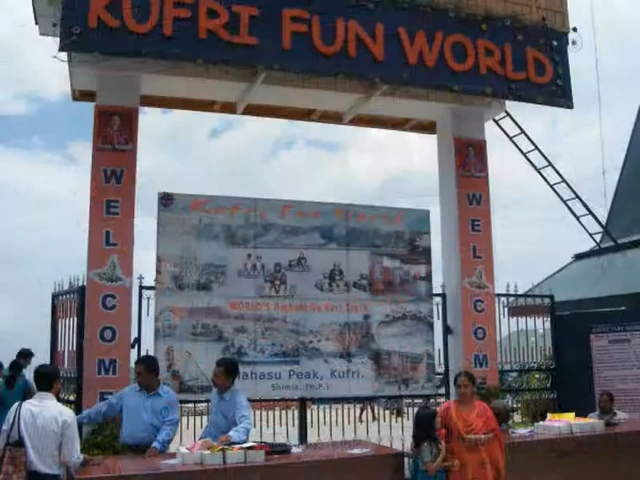 KUFRI FUN WORLD
WELCOME
WELCOME
Kufri Fun World
WORLD'S Highest Go Kart Track
Mahasu Peak, Kufri.
Shimla. (H.P.)